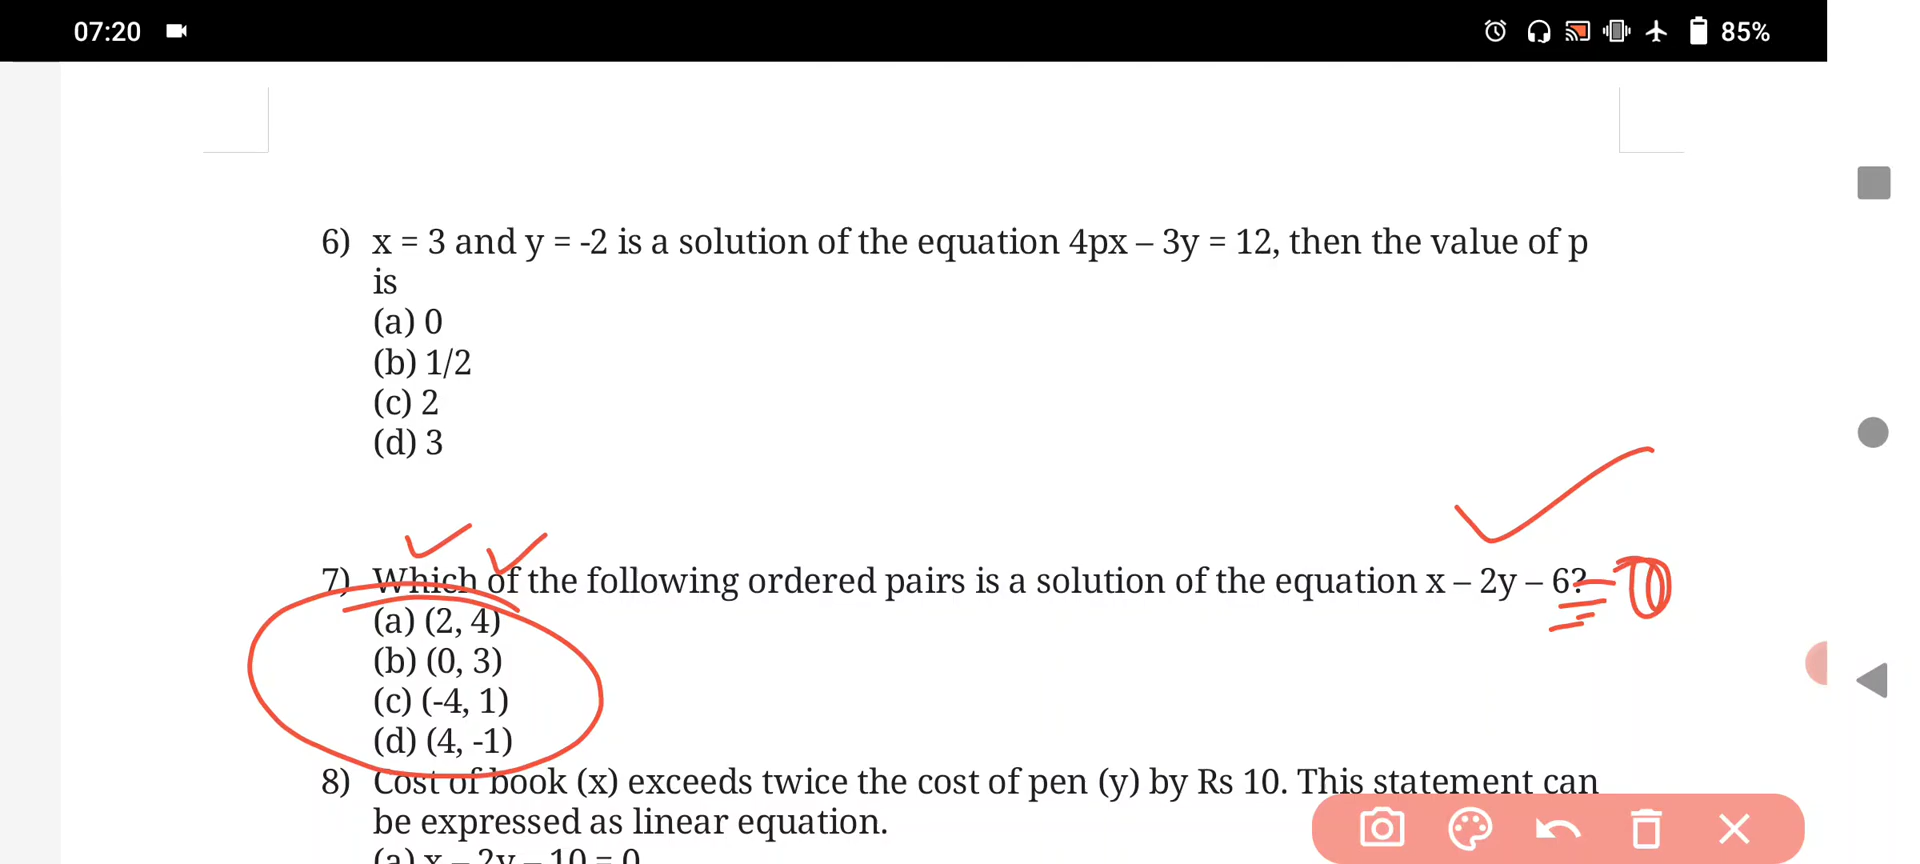 07:20
85%
6) x = 3 and y = -2 is a solution of the equation 4px – 3y = 12, then the value of p
is
(a) 0
(b) 1/2
(c) 2
(d) 3
7) Which of the following ordered pairs is a solution of the equation x – 2y – 6? = 0
(a) (2, 4)
(b) (0, 3)
(c) (-4, 1)
(d) (4, -1)
8) Cost of book (x) exceeds twice the cost of pen (y) by Rs 10. This statement can
be expressed as linear equation.
(a) x – 2y – 10 = 0